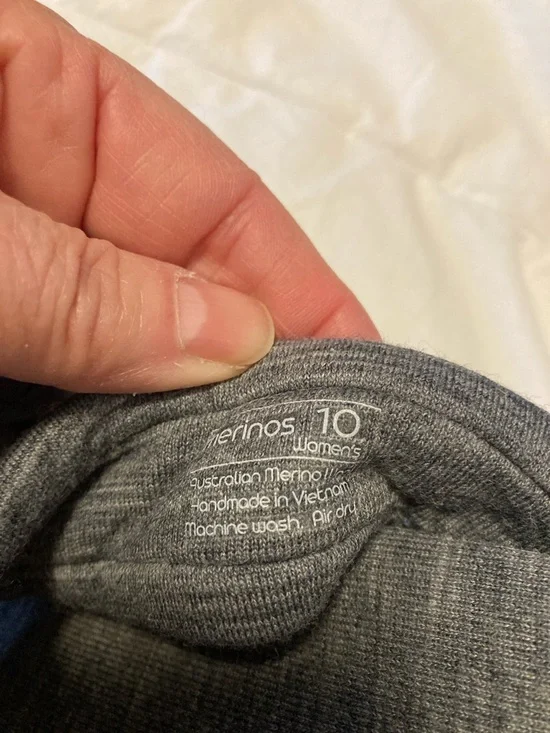 merinos 10
Women's
Australian Merino
Handmade in Vietnam
Machine wash. Air dry